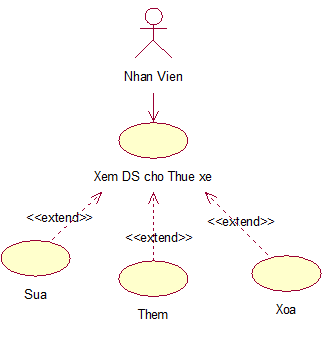 Nhan Vien
Xem DS cho Thue xe
<<extend>>
<<extend>>
<<extend>>
Sua
Them
Xoa